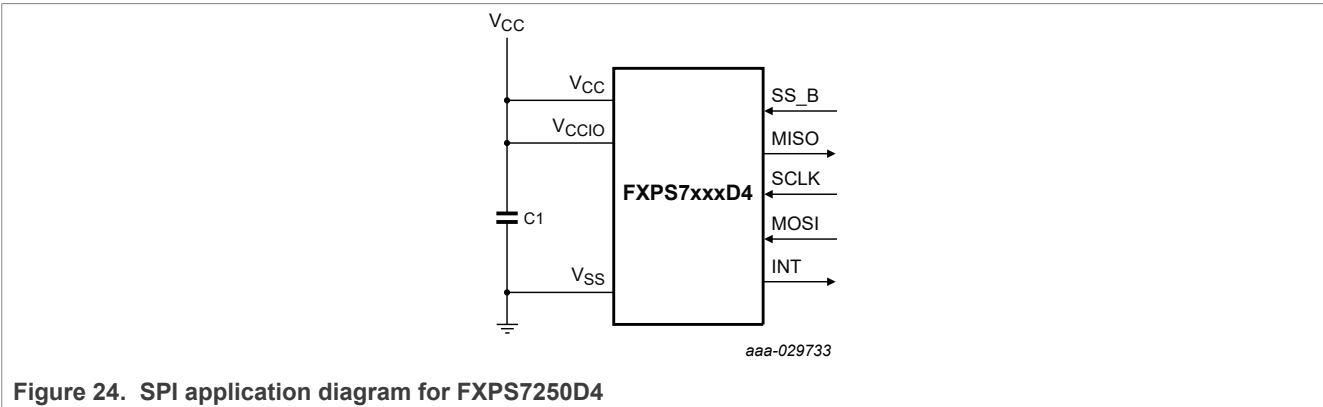 VCC
VCC
VCCIO
C1
VSS
FXPS7xxxD4
SS_B
MISO
SCLK
MOSI
INT
aaa-029733
Figure 24. SPI application diagram for FXPS7250D4